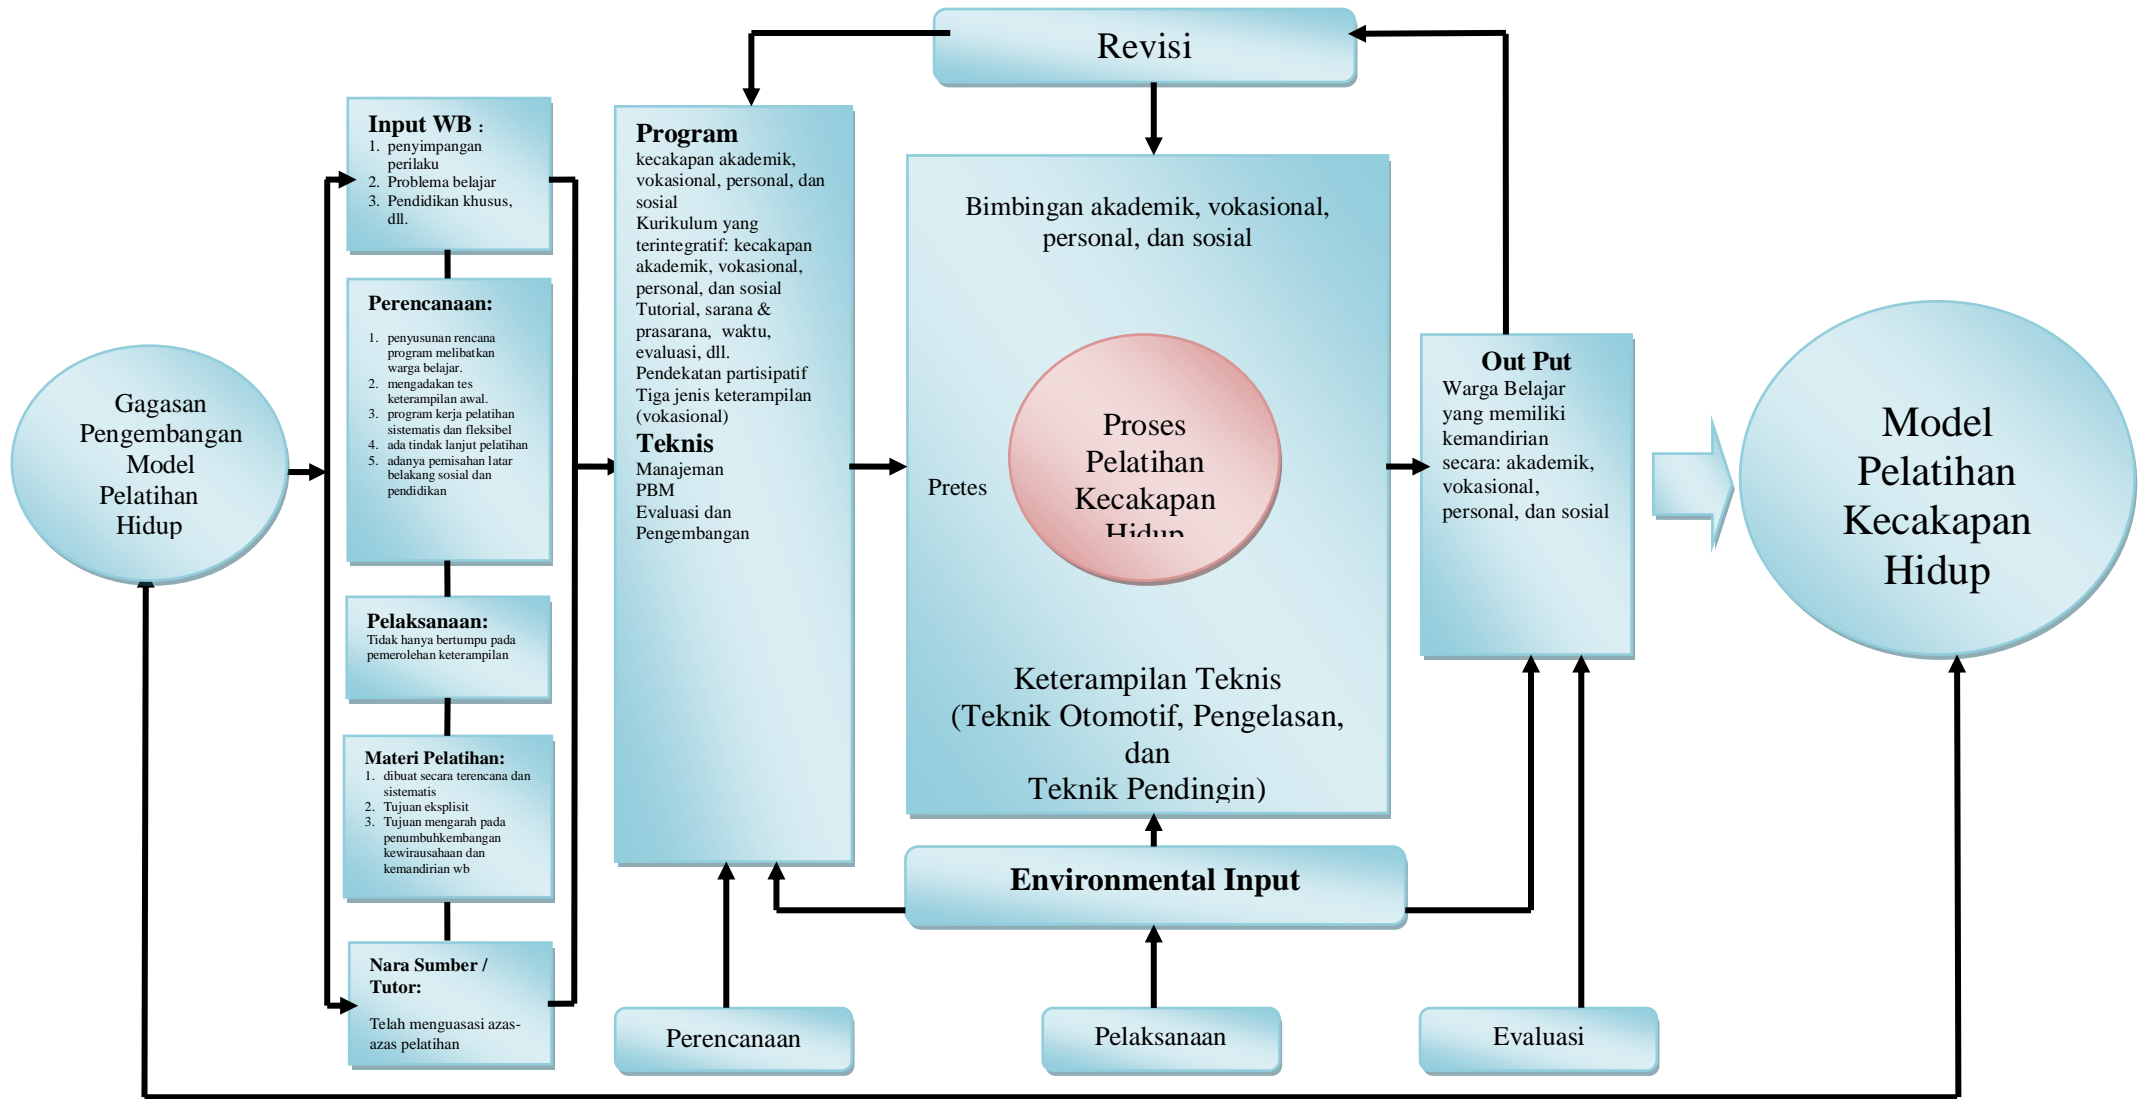 Revisi
Input WB :
1. penyimpangan
perilaku
2. Problema belajar
3. Pendidikan khusus,
dll.
Perencanaan:
1. penyusunan rencana
program melibatkan
warga belajar.
2. mengadakan tes
keterampilan awal.
3. program kerja pelatihan
sistematis dan fleksibel
4. ada tindak lanjut pelatihan
5. adanya pemisahan latar
belakang sosial dan
pendidikan
Gagasan
Pengembangan
Model
Pelatihan
Hidup
Pelaksanaan:
Tidak hanya bertumpu pada
pemerolehan keterampilan
Materi Pelatihan:
1. dibuat secara terencana dan
sistematis
2. Tujuan eksplisit
3. Tujuan mengarah pada
penumbuhkembangan
kewirausahaan dan
kemandirian wb
Nara Sumber /
Tutor:
Telah menguasasi azas-
azas pelatihan
Program
kecakapan akademik,
vokasional, personal, dan
sosial
Kurikulum yang
terintegratif: kecakapan
akademik, vokasional,
personal, dan sosial
Tutorial, sarana &
prasarana, waktu,
evaluasi, dll.
Pendekatan partisipatif
Tiga jenis keterampilan
(vokasional)
Teknis
Manajeman
PBM
Evaluasi dan
Pengembangan
Bimbingan akademik, vokasional,
personal, dan sosial
Pretes
Proses
Pelatihan
Kecakapan
Hidup
Keterampilan Teknis
(Teknik Otomotif, Pengelasan,
dan
Teknik Pendingin)
Out Put
Warga Belajar
yang memiliki
kemandirian
secara: akademik,
vokasional,
personal, dan sosial
Model
Pelatihan
Kecakapan
Hidup
Environmental Input
Perencanaan
Pelaksanaan
Evaluasi